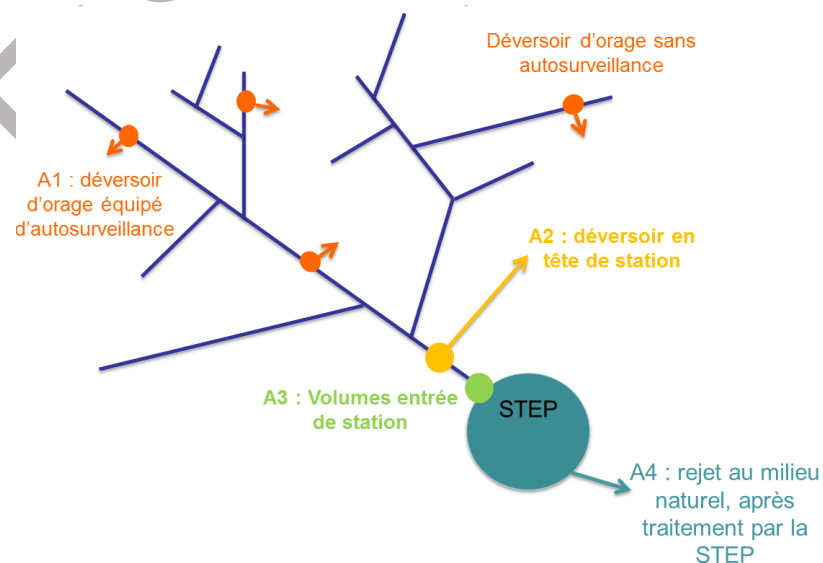 Déversoir d'orage sans
autosurveillance
A1 : déversoir
d'orage équipé
d'autosurveillance
A2 : déversoir en
tête de station
A3 : Volumes entrée
de station
STEP
A4 : rejet au milieu
naturel, après
traitement par la
STEP